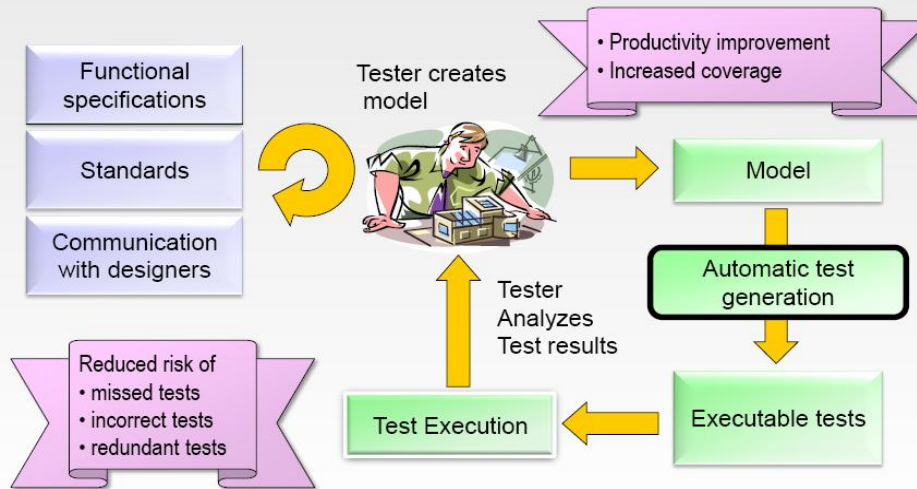 Functional
specifications
Standards
Communication
with designers
Tester creates
model
• Productivity improvement
• Increased coverage
Model
Automatic test
generation
Executable tests
Test Execution
Tester
Analyzes
Test results
Reduced risk of
• missed tests
• incorrect tests
• redundant tests